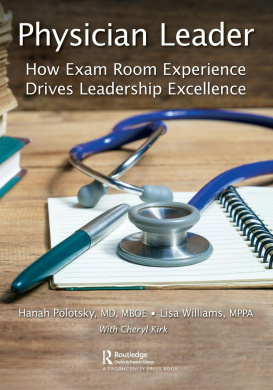 Physician Leader
How Exam Room Experience
Drives Leadership Excellence
Hanah Polotsky, MD, MBOE • Lisa Williams, MPPA
With Cheryl Kirk
Routledge
Taylor & Francis Group
A PRODUCTIVITY PRESS BOOK